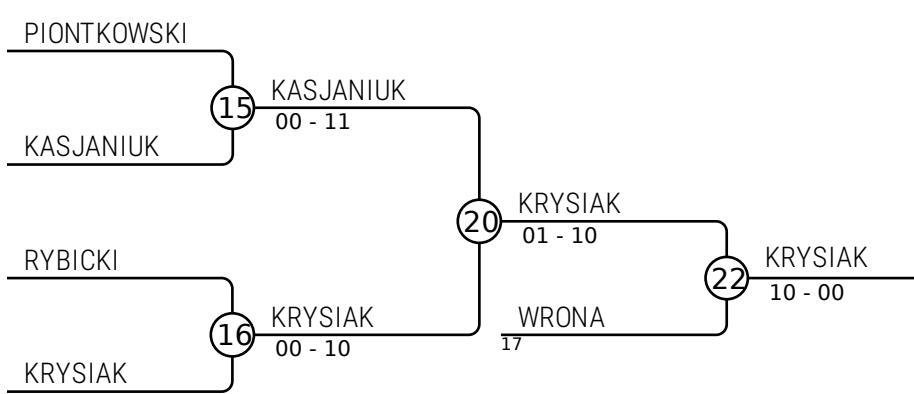 PIONTKOWSKI
15
KASJANIUK
00 - 11
KASJANIUK
20
KRYSIAK
01 - 10
RYBICKI
22
KRYSIAK
10 - 00
16
KRYSIAK
00 - 10
WRONA
17
KRYSIAK